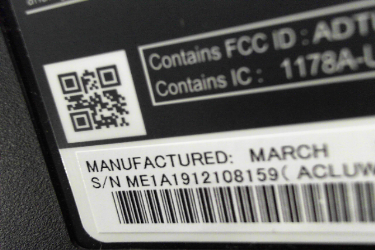 Contains FCC ID : ADT
Contains IC : 1178A-
MANUFACTURED: MARCH
S/N ME1A1912108159( ACLUW